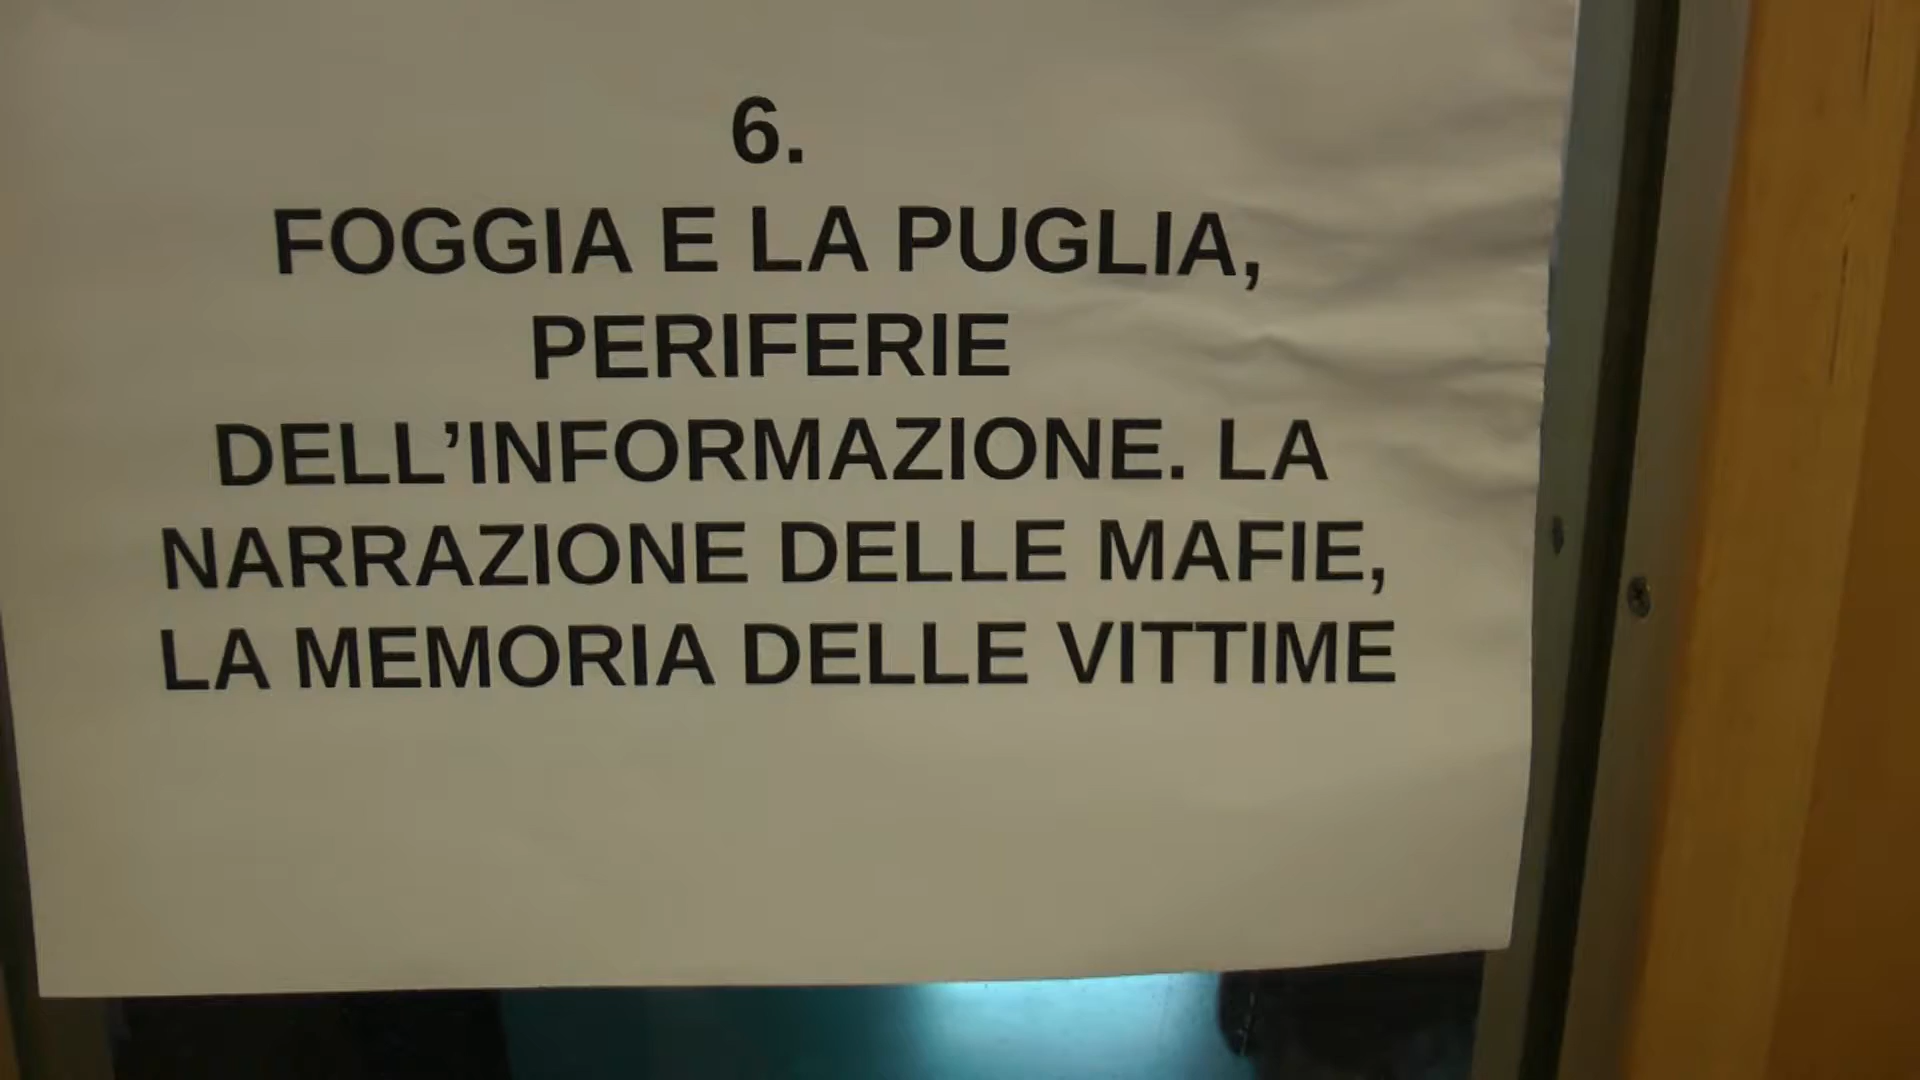 6.
FOGGIA E LA PUGLIA,
PERIFERIE
DELL’INFORMAZIONE. LA
NARRAZIONE DELLE MAFIE,
LA MEMORIA DELLE VITTIME